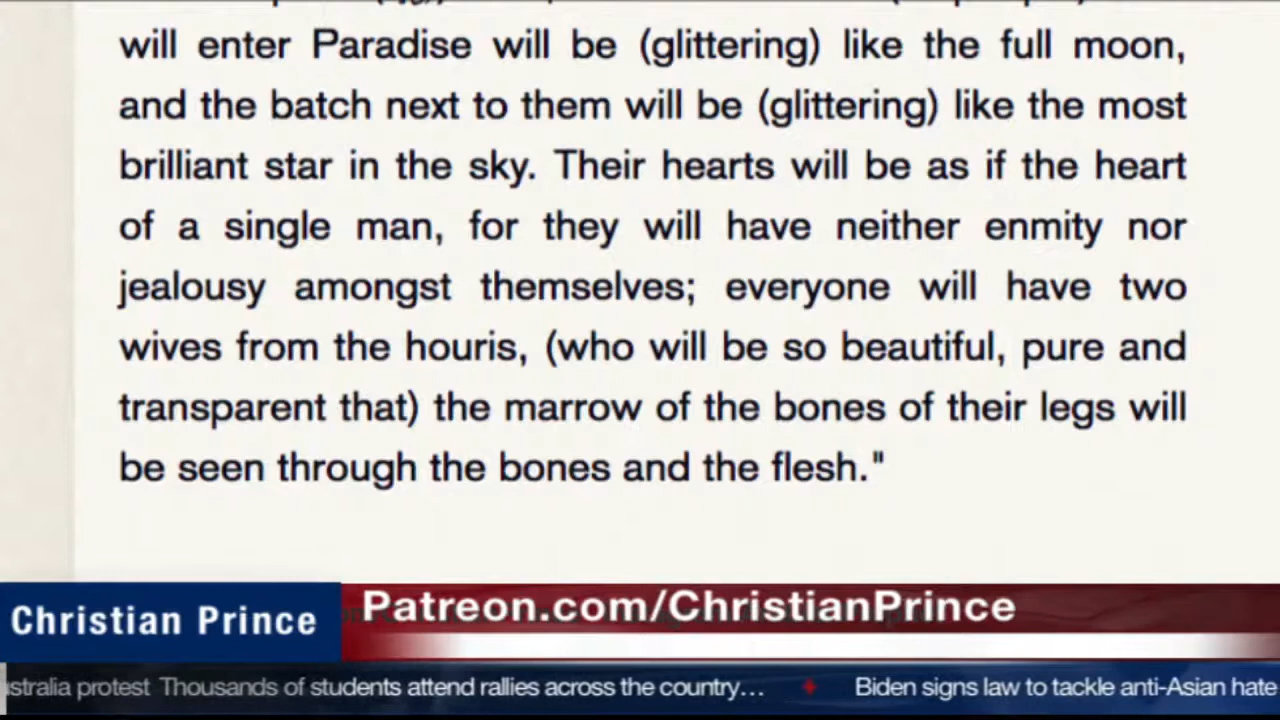 will enter Paradise will be (glittering) like the full moon,
and the batch next to them will be (glittering) like the most
brilliant star in the sky. Their hearts will be as if the heart
of a single man, for they will have neither enmity nor
jealousy amongst themselves; everyone will have two
wives from the houris, (who will be so beautiful, pure and
transparent that) the marrow of the bones of their legs will
be seen through the bones and the flesh."
Christian Prince
Patreon.com/ChristianPrince
protest Thousands of students attend rallies across the country… Biden signs law to tackle anti-Asian hate